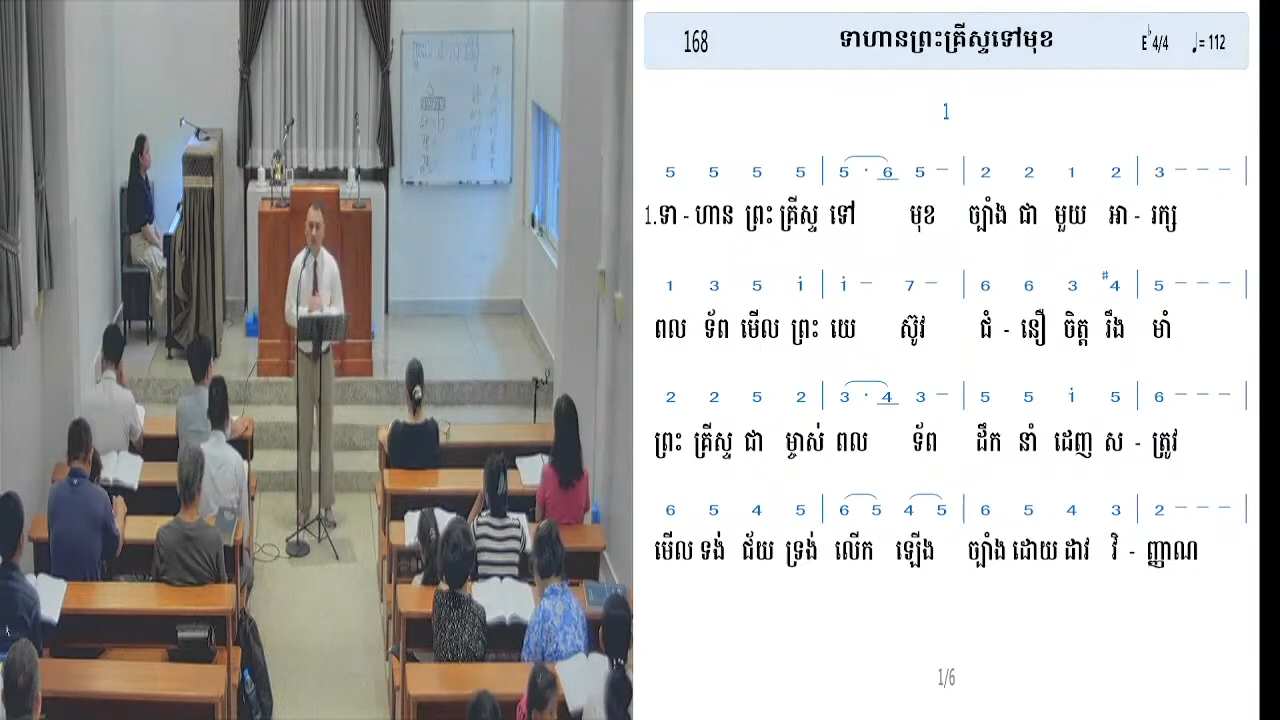 168 ទាហានព្រះគ្រីស្ទទៅមុខ E♭ 4/4 ♩= 112
1
5 5 5 5 | 5 · 6 5 – | 2 2 1 2 | 3 – – – |
1.ទា - ហាន ព្រះ គ្រីស្ទ ទៅ មុខ ច្បាំង ជា មួយ អា - រក្ស
1 3 5 i | i – 7 – | 6 6 3 #4 | 5 – – – |
ពល ទ័ព មើល ព្រះ យេ ស៊ូវ ជំ - នឿ ចិត្ត រឹង មាំ
2 2 5 2 | 3 · 4 3 – | 5 5 i 5 | 6 – – – |
ព្រះ គ្រីស្ទ ជា ម្ចាស់ ពល ទ័ព ដឹក នាំ ដេញ ស - ត្រូវ
6 5 4 5 | 6 5 4 5 | 6 5 4 3 | 2 – – – |
មើល ទង់ ជ័យ ទ្រង់ លើក ឡើង ច្បាំង ដោយ ដាវ វិ - ញ្ញាណ
1/6